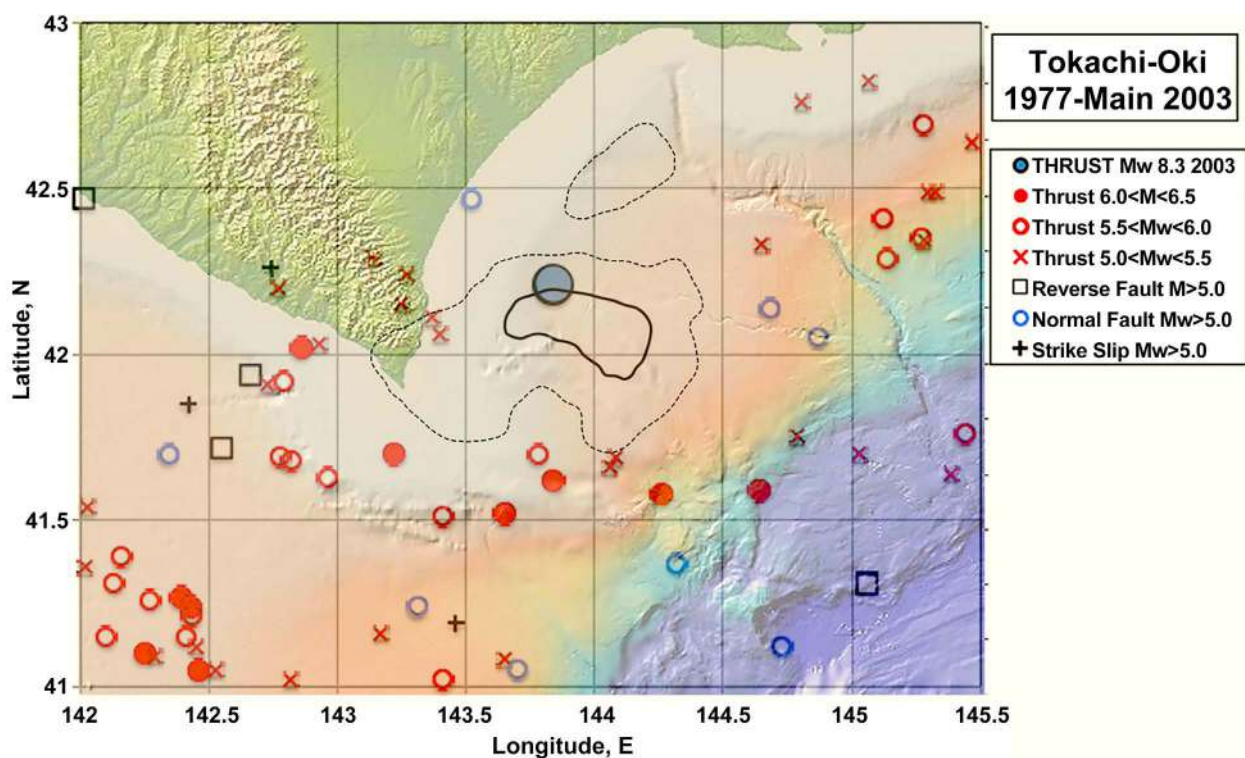 43
42.5
42
41.5
41
Latitude, N
142
142.5
143
143.5
144
144.5
145
145.5
Longitude, E
Tokachi-Oki
1977-Main 2003
THRUST Mw 8.3 2003
Thrust 6.0<M<6.5
Thrust 5.5<Mw<6.0
Thrust 5.0<Mw<5.5
Reverse Fault M>5.0
Normal Fault Mw>5.0
Strike Slip Mw>5.0